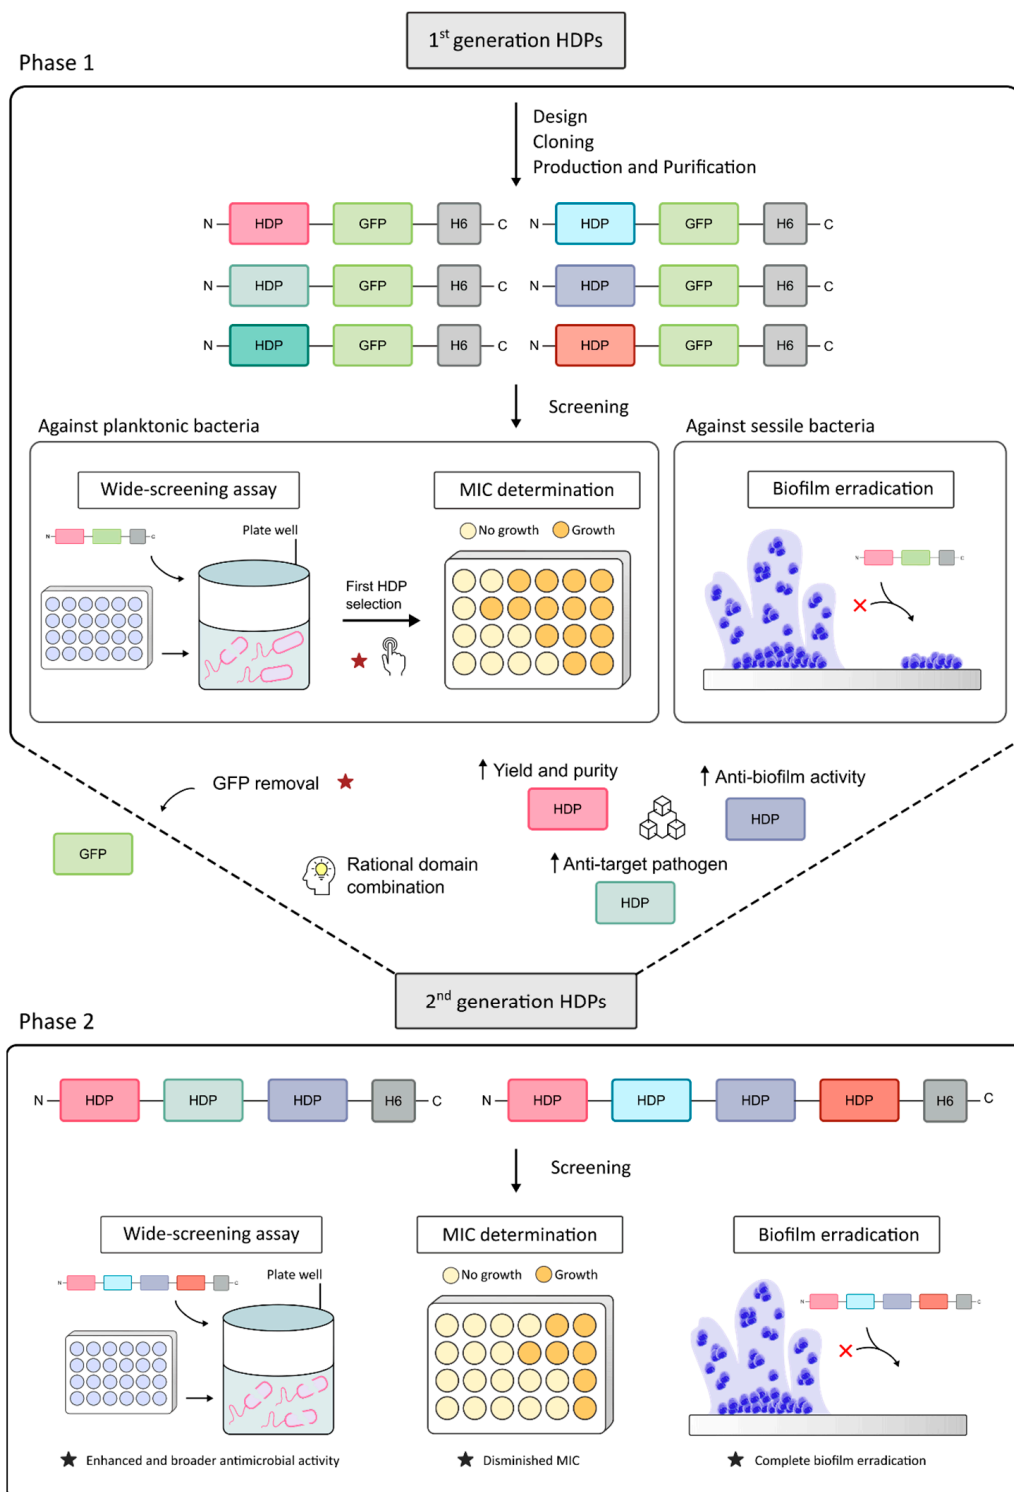 1st generation HDPs
Phase 1
Design
Cloning
Production and Purification
N HDP GFP H6 C N HDP GFP H6 C
N HDP GFP H6 C N HDP GFP H6 C
N HDP GFP H6 C N HDP GFP H6 C
Screening
Against planktonic bacteria
Against sessile bacteria
Wide-screening assay
MIC determination
Biofilm erradication
Plate well
No growth Growth
N C
First HDP
selection
N C
GFP removal
GFP
Yield and purity
HDP
Anti-biofilm activity
HDP
Rational domain
combination
Anti-target pathogen
HDP
2nd generation HDPs
Phase 2
N HDP HDP HDP H6 C N HDP HDP HDP HDP H6 C
Screening
Wide-screening assay
MIC determination
Biofilm erradication
Plate well
No growth Growth
N C
N C
Enhanced and broader antimicrobial activity
Disminished MIC
Complete biofilm erradication